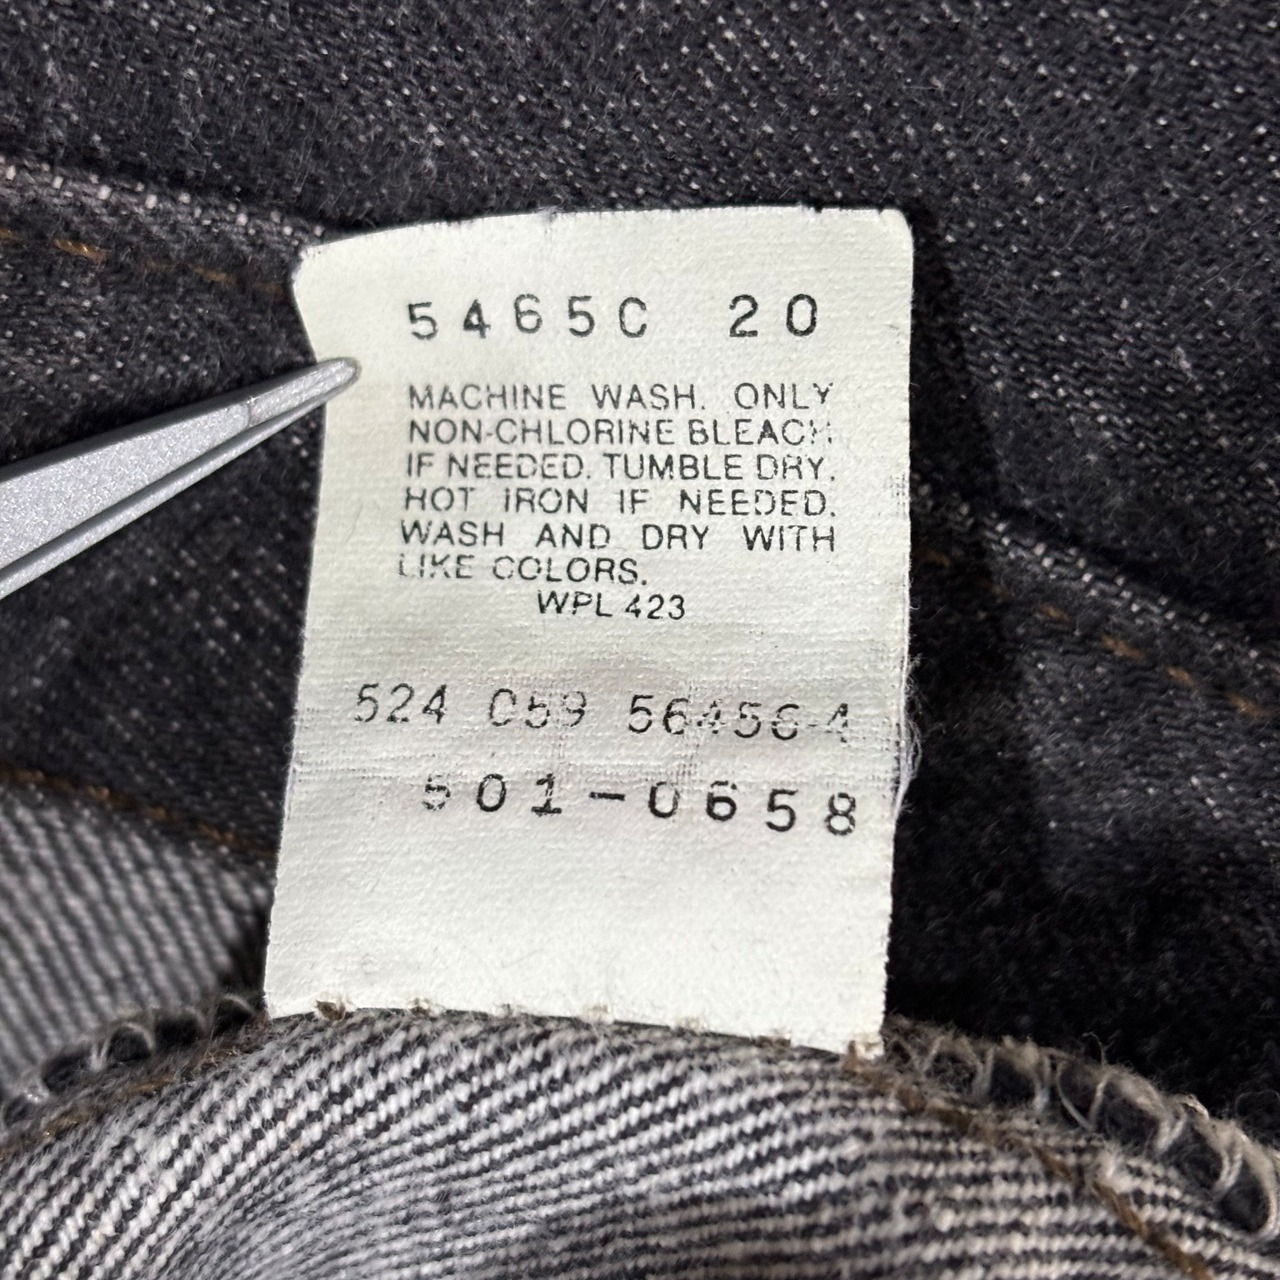 5465C 20
MACHINE WASH. ONLY
NON-CHLORINE BLEACH
IF NEEDED. TUMBLE DRY.
HOT IRON IF NEEDED.
WASH AND DRY WITH
LIKE COLORS.
WPL 423
524 C59 56456-4
501-0658